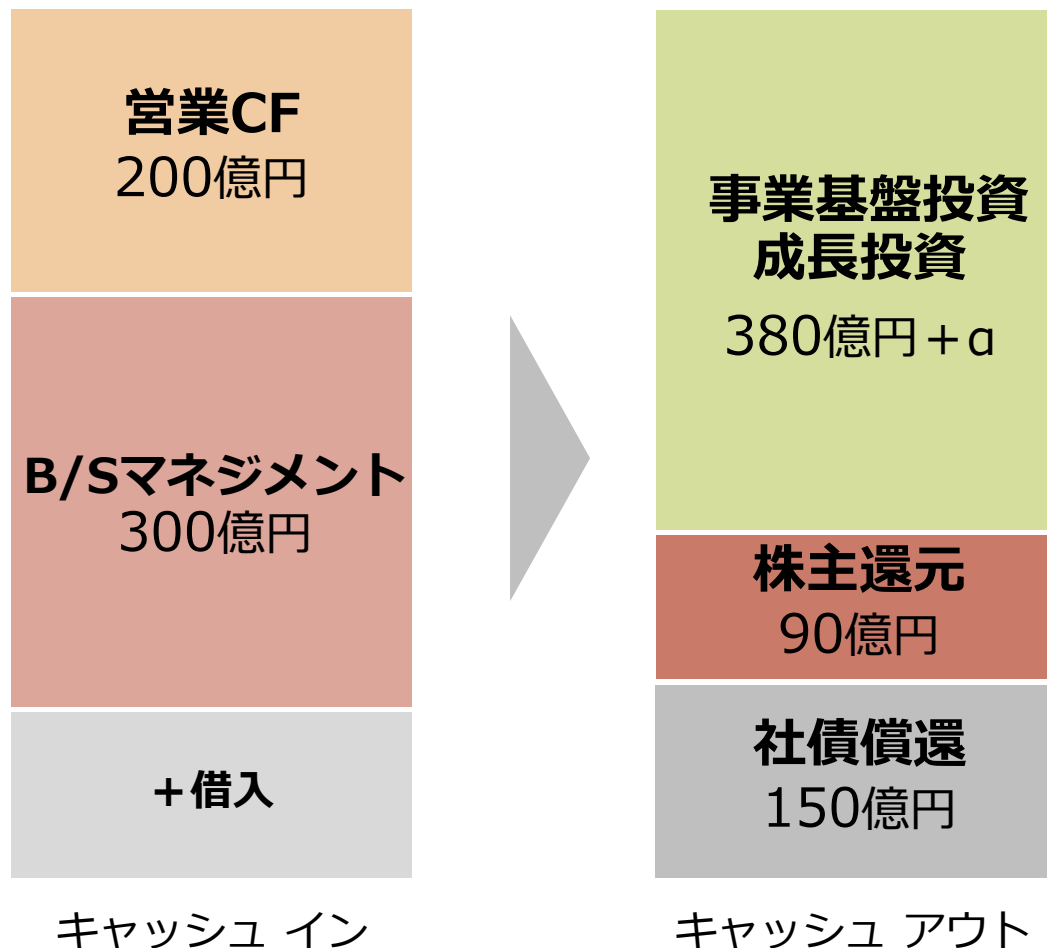 営業CF
200億円
B/Sマネジメント
300億円
+借入
キャッシュ イン
事業基盤投資
成長投資
380億円+α
株主還元
90億円
社債償還
150億円
キャッシュ アウト